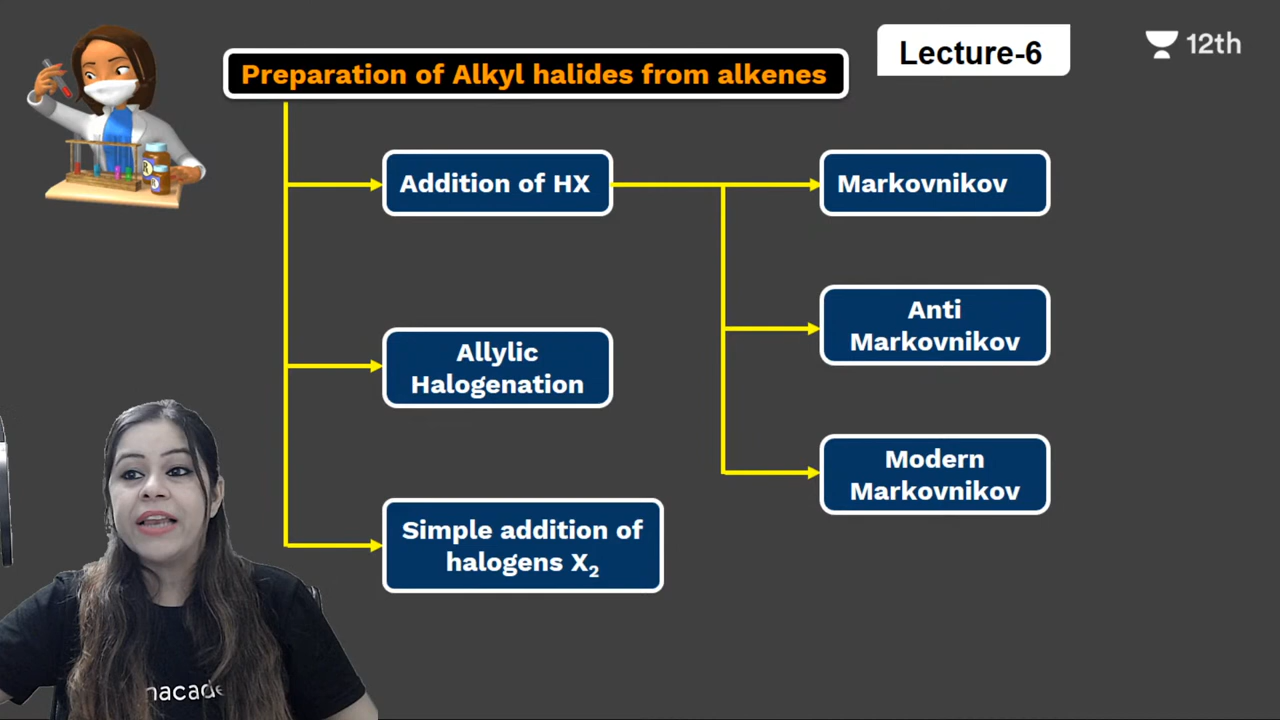 Preparation of Alkyl halides from alkenes
Lecture-6
12th
Addition of HX
Markovnikov
Anti
Markovnikov
Allylic
Halogenation
Modern
Markovnikov
Simple addition of
halogens X₂
nacade